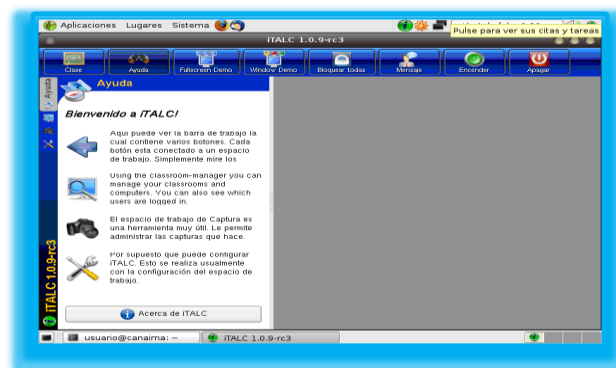 Aplicaciones Lugares Sistema
Pulse para ver sus citas y tareas
iTALC 1.0.9-rc3
Clase
Ayuda
Fullscreen Demo
Window Demo
Bloquear todas
Mensaje
Encender
Apagar
Ayuda
Ayuda
Bienvenido a iTALC!
Aqui puede ver la barra de trabajo la
cual contiene varios botones. Cada
botón esta conectado a un espacio
de trabajo. Simplemente mire los
Using the classroom-manager you can
manage your classrooms and
computers. You can also see which
users are logged in.
El espacio de trabajo de Captura es
una herramienta muy útil. Le permite
administrar las capturas que hace.
Por supuesto que puede configurar
iTALC. Esto se realiza usualmente
con la configuración del espacio de
trabajo.
iTALC 1.0.9-rc3
Acerca de iTALC
usuario@canaima: ~
iTALC 1.0.9-rc3